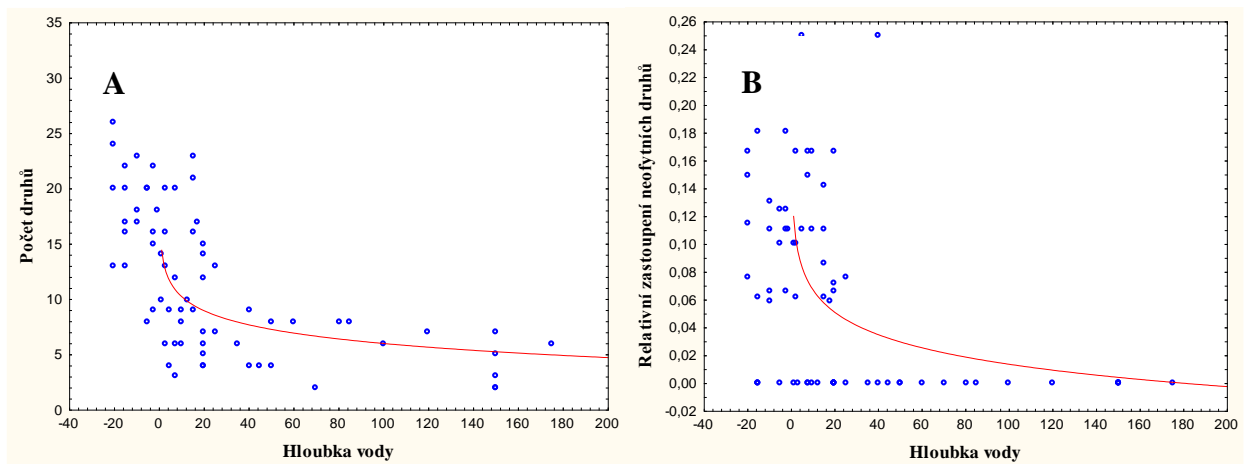 A
Počet druhů
35
30
25
20
15
10
5
0
-40 -20 0 20 40 60 80 100 120 140 160 180 200
Hloubka vody
B
Relativní zastoupení neofytních druhů
0,26
0,24
0,22
0,20
0,18
0,16
0,14
0,12
0,10
0,08
0,06
0,04
0,02
0,00
-0,02
-40 -20 0 20 40 60 80 100 120 140 160 180 200
Hloubka vody